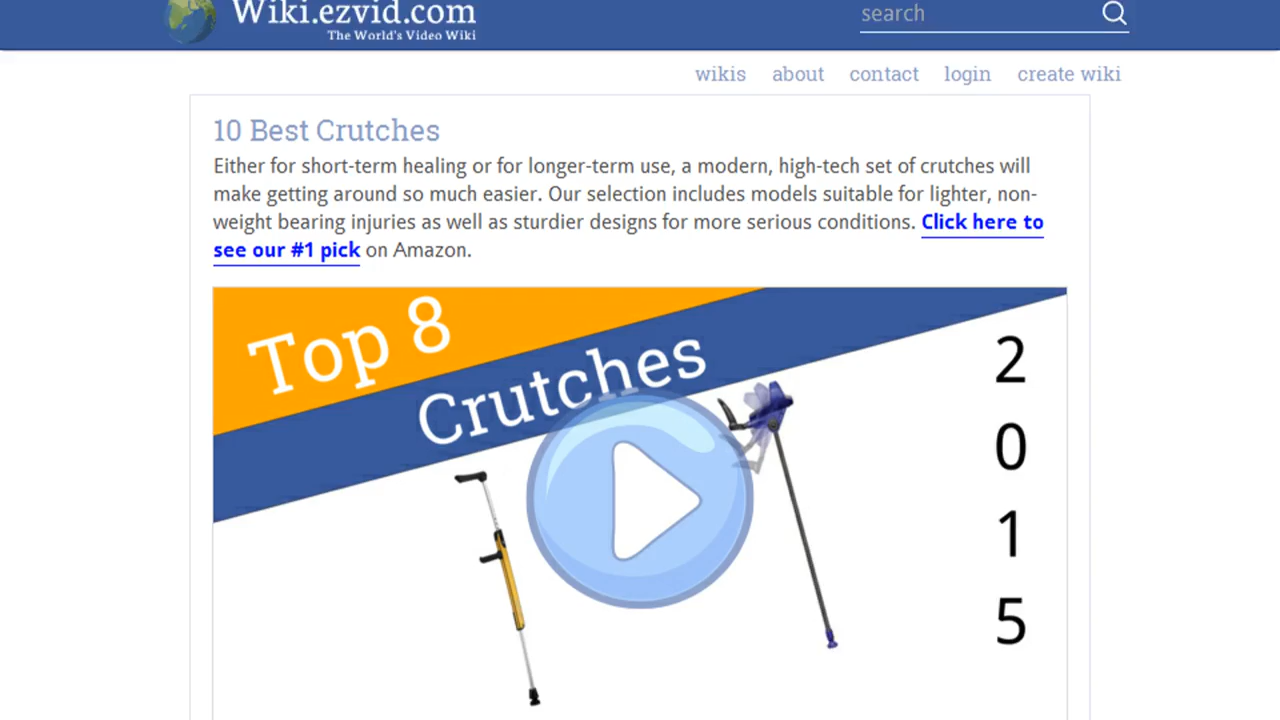 Wiki.ezvid.com
The World's Video Wiki
search
wikis about contact login create wiki
10 Best Crutches
Either for short-term healing or for longer-term use, a modern, high-tech set of crutches will
make getting around so much easier. Our selection includes models suitable for lighter, non-
weight bearing injuries as well as sturdier designs for more serious conditions. Click here to
see our #1 pick on Amazon.
Top 8
Crutches
2
0
1
5